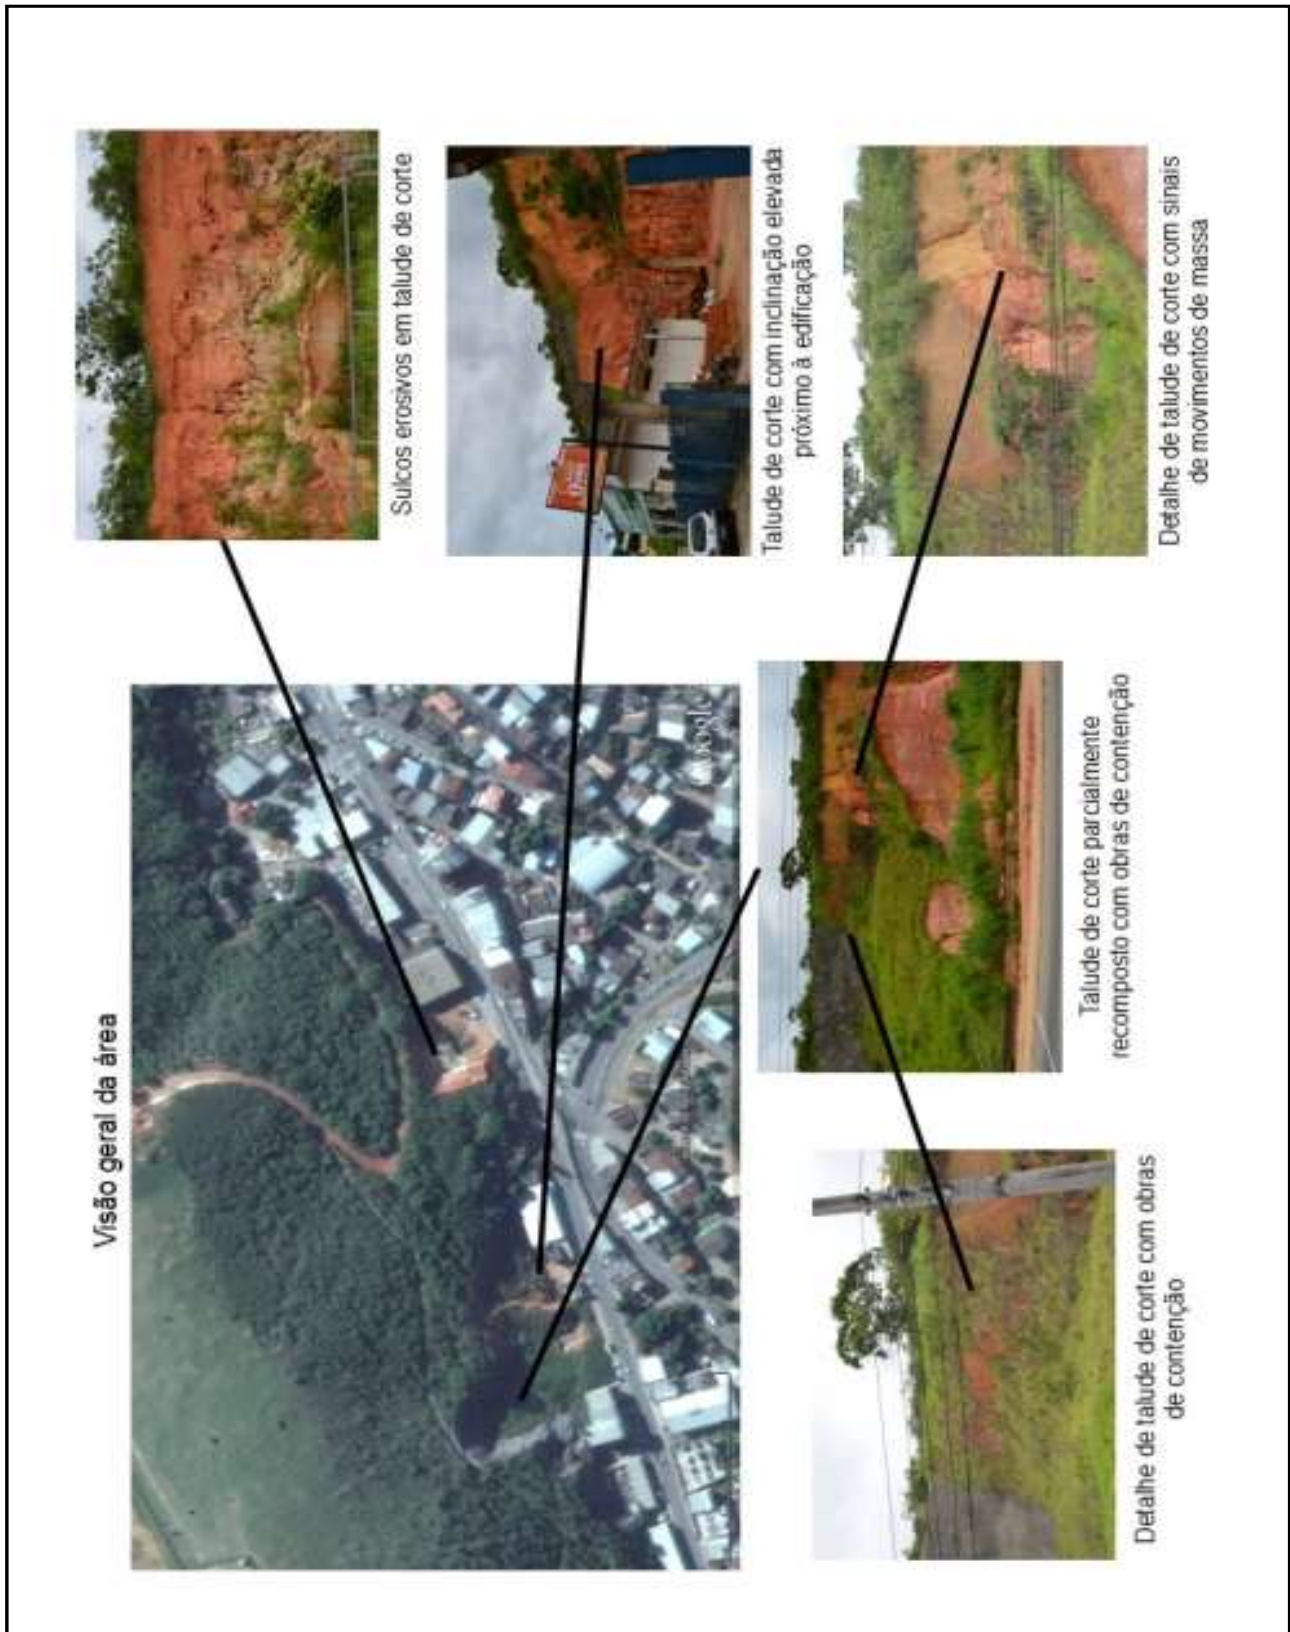 Visão geral da área
Sulcos erosivos em talude de corte
Talude de corte com inclinação elevada
próximo à edificação
Detalhe de talude de corte com sinais
de movimentos de massa
Talude de corte parcialmente
recomposto com obras de contenção
Detalhe de talude de corte com obras
de contenção
Google